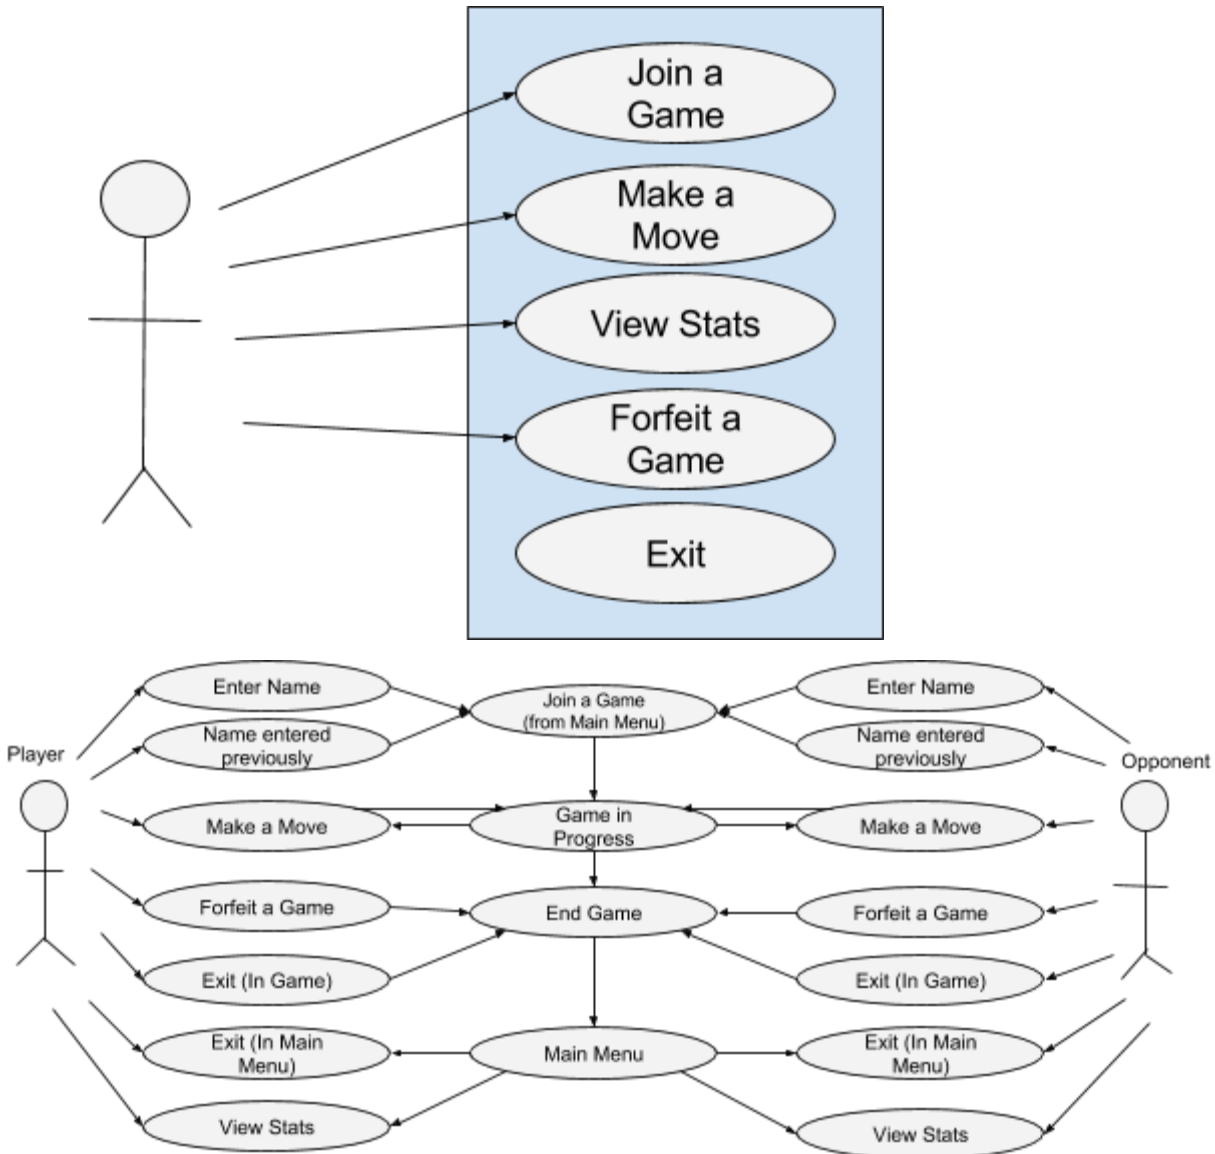 Join a
Game
Make a
Move
View Stats
Forfeit a
Game
Exit
Enter Name
Join a Game
(from Main Menu)
Enter Name
Name entered
previously
Name entered
previously
Player
Opponent
Make a Move
Game in
Progress
Make a Move
Forfeit a Game
End Game
Forfeit a Game
Exit (In Game)
Exit (In Game)
Exit (In Main
Menu)
Main Menu
Exit (In Main
Menu)
View Stats
View Stats